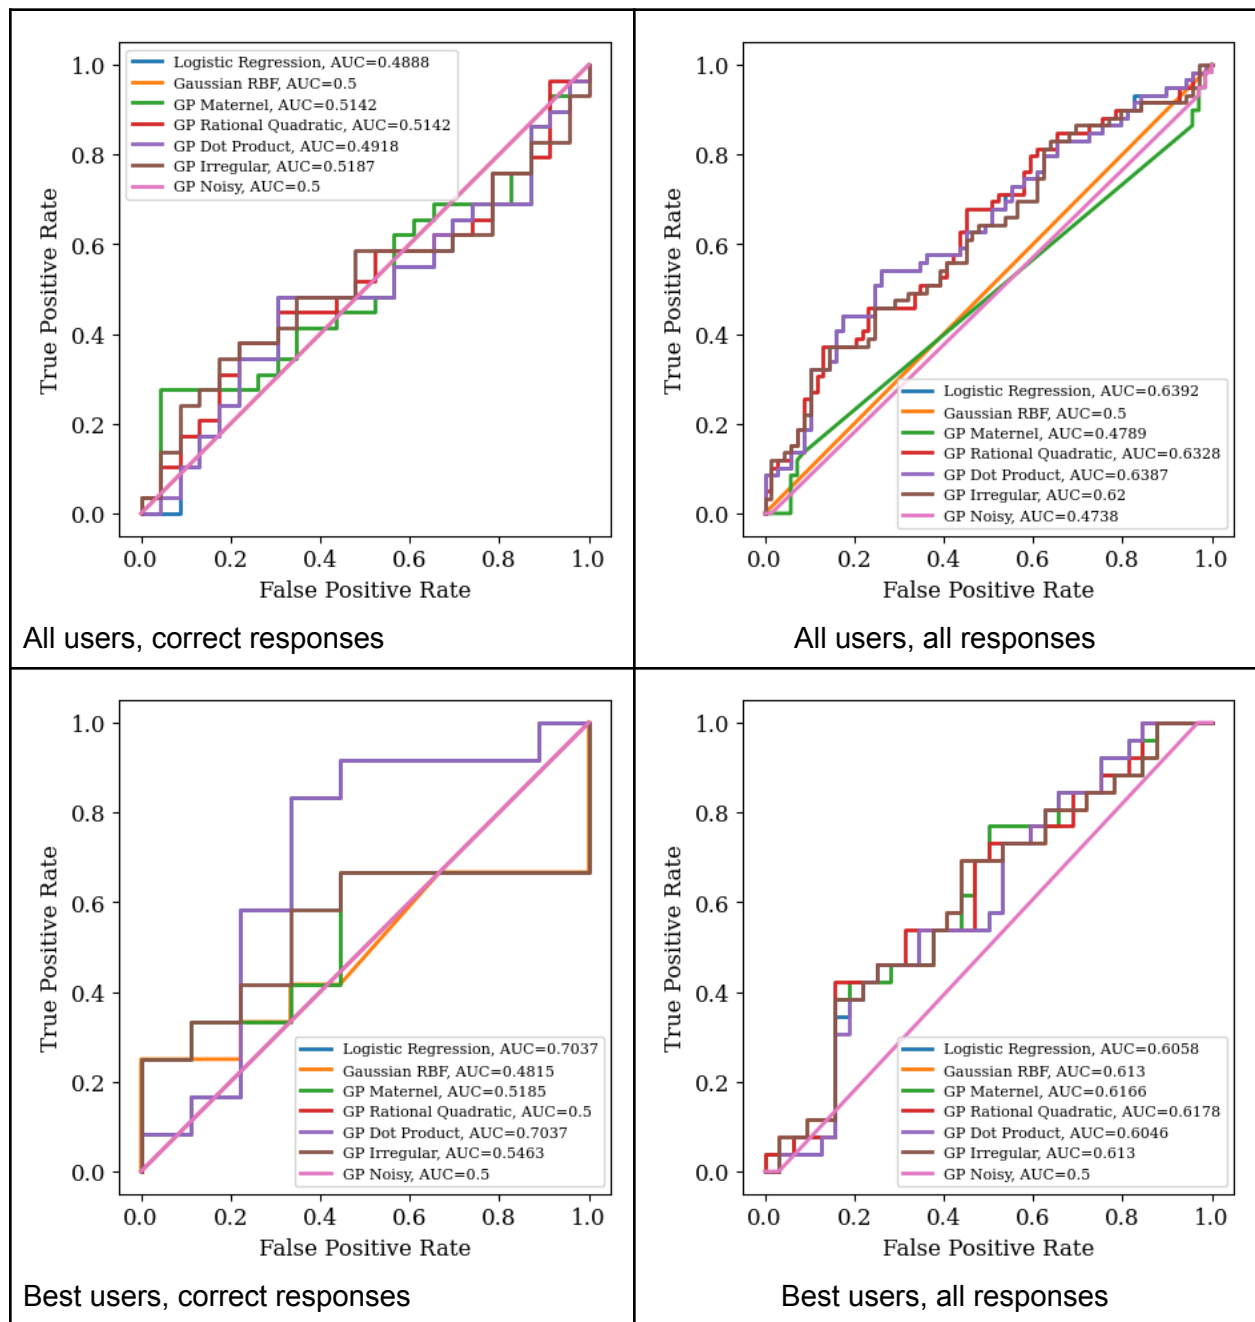 1.0
0.8
0.6
0.4
0.2
0.0
True Positive Rate
Logistic Regression, AUC=0.4888
Gaussian RBF, AUC=0.5
GP Maternel, AUC=0.5142
GP Rational Quadratic, AUC=0.5142
GP Dot Product, AUC=0.4918
GP Irregular, AUC=0.5187
GP Noisy, AUC=0.5
0.0 0.2 0.4 0.6 0.8 1.0
False Positive Rate
All users, correct responses
1.0
0.8
0.6
0.4
0.2
0.0
True Positive Rate
Logistic Regression, AUC=0.6392
Gaussian RBF, AUC=0.5
GP Maternel, AUC=0.4789
GP Rational Quadratic, AUC=0.6328
GP Dot Product, AUC=0.6387
GP Irregular, AUC=0.62
GP Noisy, AUC=0.4738
0.0 0.2 0.4 0.6 0.8 1.0
False Positive Rate
All users, all responses
1.0
0.8
0.6
0.4
0.2
0.0
True Positive Rate
Logistic Regression, AUC=0.7037
Gaussian RBF, AUC=0.4815
GP Maternel, AUC=0.5185
GP Rational Quadratic, AUC=0.5
GP Dot Product, AUC=0.7037
GP Irregular, AUC=0.5463
GP Noisy, AUC=0.5
0.0 0.2 0.4 0.6 0.8 1.0
False Positive Rate
Best users, correct responses
1.0
0.8
0.6
0.4
0.2
0.0
True Positive Rate
Logistic Regression, AUC=0.6058
Gaussian RBF, AUC=0.613
GP Maternel, AUC=0.6166
GP Rational Quadratic, AUC=0.6178
GP Dot Product, AUC=0.6046
GP Irregular, AUC=0.613
GP Noisy, AUC=0.5
0.0 0.2 0.4 0.6 0.8 1.0
False Positive Rate
Best users, all responses